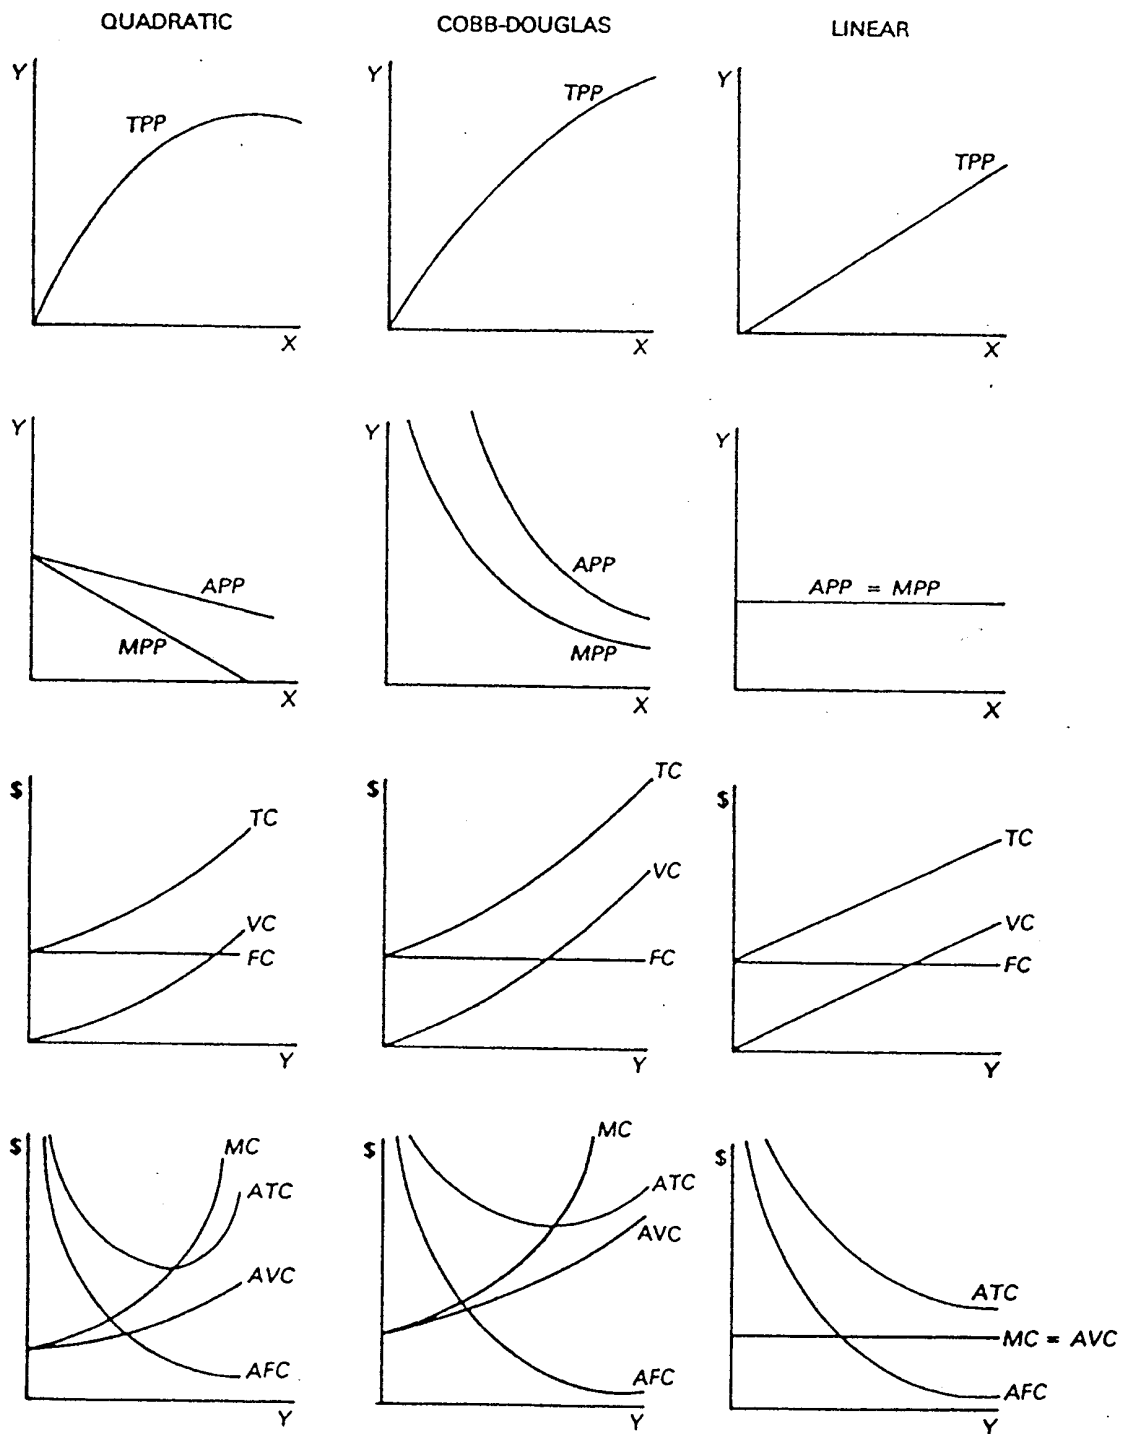 QUADRATIC
COBB-DOUGLAS
LINEAR
Y
TPP
X
Y
TPP
X
Y
TPP
X
Y
APP
MPP
X
Y
APP
MPP
X
Y
APP = MPP
X
$
TC
VC
FC
Y
$
TC
VC
FC
Y
$
TC
VC
FC
Y
$
MC
ATC
AVC
AFC
Y
$
MC
ATC
AVC
AFC
Y
$
ATC
MC = AVC
AFC
Y